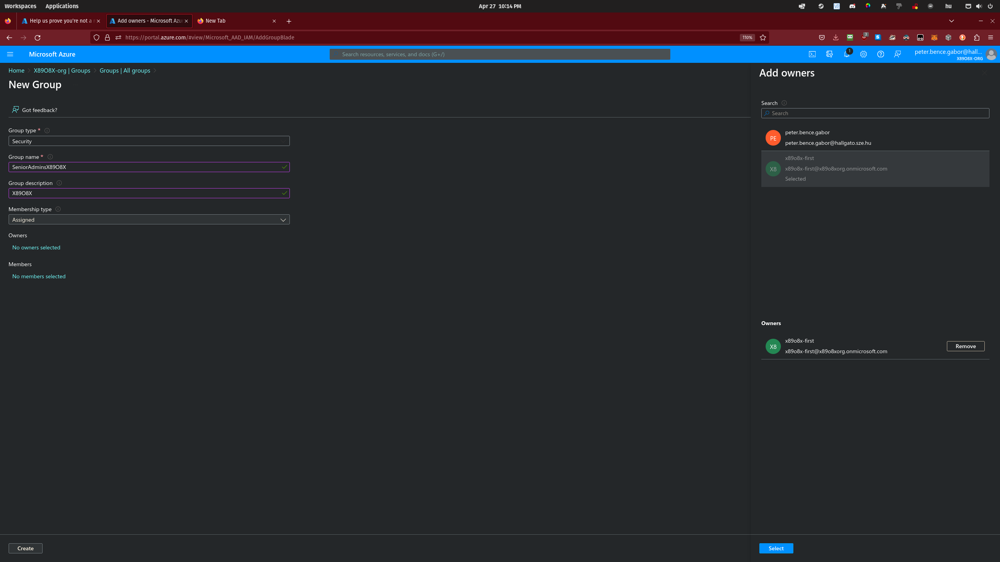 Workspaces Applications Apr 27 10:14 PM hu
Help us prove you're not a r Add owners - Microsoft Azur New Tab
https://portal.azure.com/#view/Microsoft_AAD_IAM/AddGroupBlade 110% 3
Microsoft Azure Search resources, services, and docs (G+/) 1 peter.bence.gabor@hall...
X89O8X-ORG
Home X89O8X-org | Groups Groups | All groups
New Group
Got feedback?
Group type *
Security
Group name *
SeniorAdminsX89O8X
Group description
X89O8X
Membership type
Assigned
Owners
No owners selected
Members
No members selected
Create
Add owners
Search
Search
PE
peter.bence.gabor
peter.bence.gabor@hallgato.sze.hu
X8
x89o8x-first
x89o8x-first@x89o8xorg.onmicrosoft.com
Selected
Owners
X8
x89o8x-first
x89o8x-first@x89o8xorg.onmicrosoft.com
Remove
Select